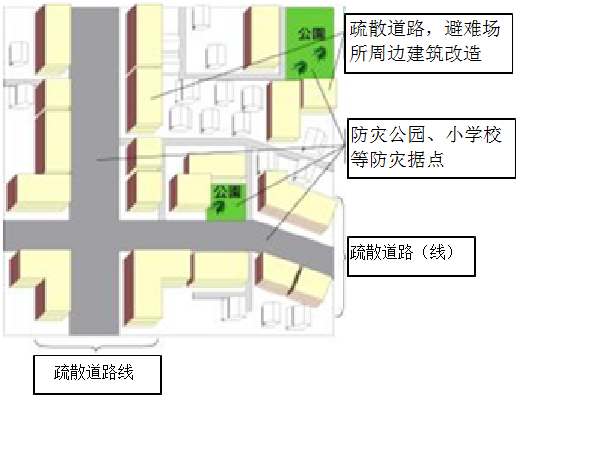 公園
疏散道路，避难场
所周边建筑改造
防灾公园、小学校
等防灾据点
公園
疏散道路（线）
疏散道路线